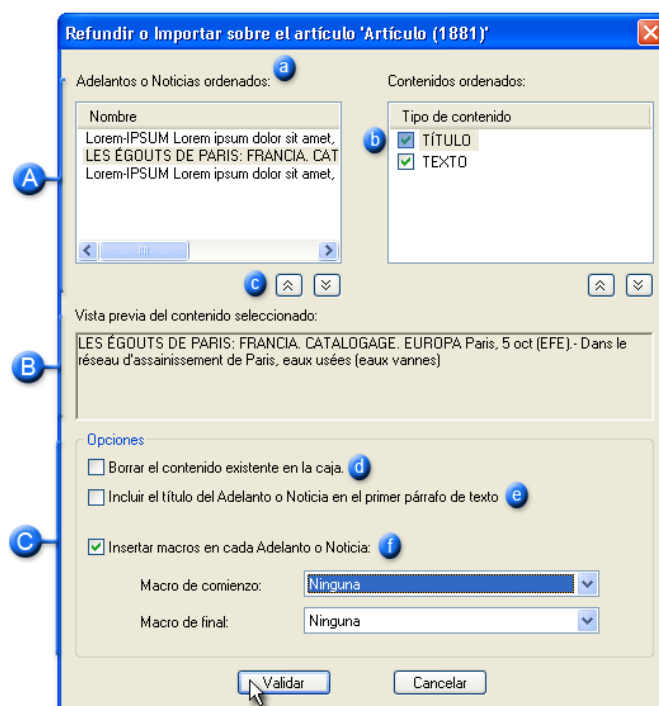 Refundir o Importar sobre el artículo 'Artículo (1881)'
Adelantos o Noticias ordenados: a
Contenidos ordenados:
A
Nombre
Lorem-IPSUM Lorem ipsum dolor sit amet,
LES ÉGOUTS DE PARIS: FRANCIA. CAT
Lorem-IPSUM Lorem ipsum dolor sit amet,
b
Tipo de contenido
TÍTULO
TEXTO
c
Vista previa del contenido seleccionado:
B
LES ÉGOUTS DE PARIS: FRANCIA. CATALOGAGE. EUROPA Paris, 5 oct (EFE).- Dans le
réseau d'assainissement de Paris, eaux usées (eaux vannes)
C
Opciones
Borrar el contenido existente en la caja. d
Incluir el título del Adelanto o Noticia en el primer párrafo de texto e
Insertar macros en cada Adelanto o Noticia: f
Macro de comienzo: Ninguna
Macro de final: Ninguna
Validar
Cancelar